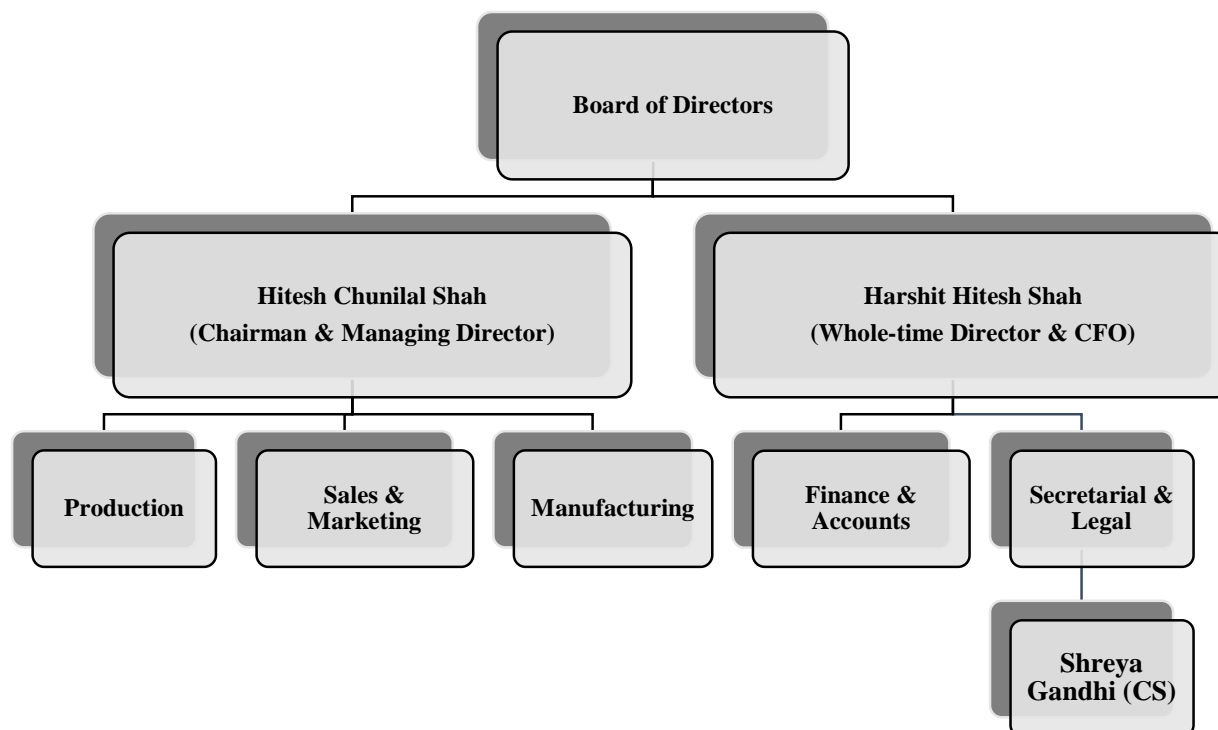 Board of Directors
Hitesh Chunilal Shah
(Chairman & Managing Director)
Harshit Hitesh Shah
(Whole-time Director & CFO)
Production
Sales &
Marketing
Manufacturing
Finance &
Accounts
Secretarial &
Legal
Shreya
Gandhi (CS)